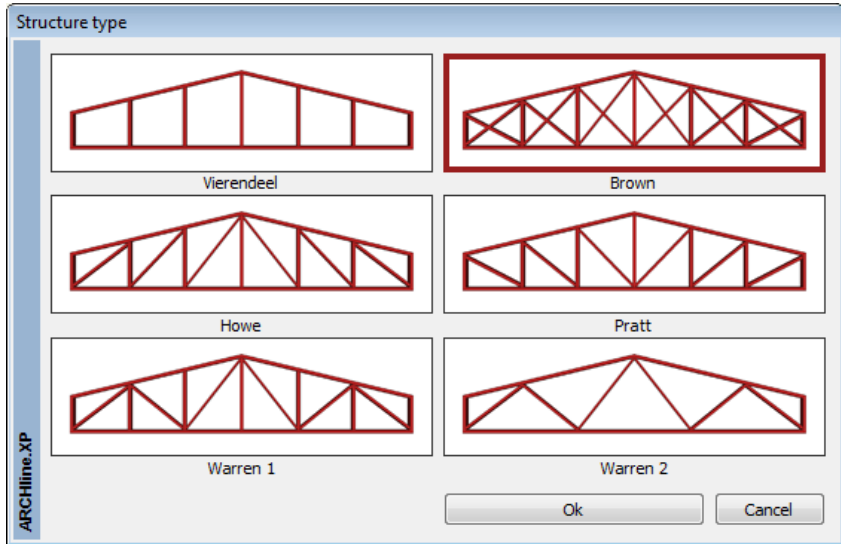 Structure type
Vierendeel
Brown
Howe
Pratt
Warren 1
Warren 2
ARCHline.XP
Ok
Cancel